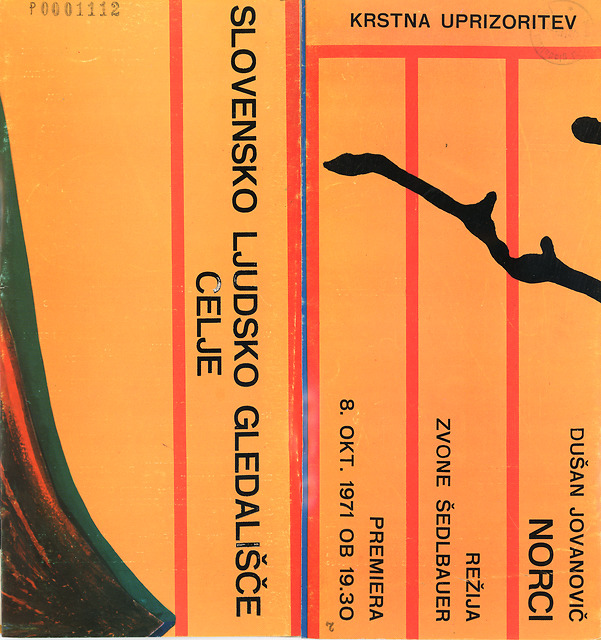 P0001112
SLOVENSKO LJUDSKO GLEDALIŠČE
CELJE
KRSTNA UPRIZORITEV
DUŠAN JOVANOVIČ
NORCI
REŽIJA
ZVONE ŠEDLBAUER
PREMIERA
8. OKT. 1971 OB 19.30